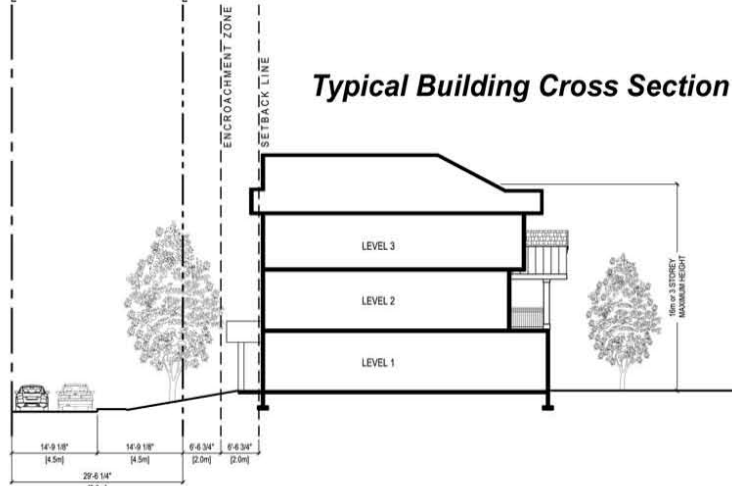 ENCROACHMENT ZONE
SETBACK LINE
Typical Building Cross Section
LEVEL 3
LEVEL 2
LEVEL 1
16m or 3 STOREY
MAXIMUM HEIGHT
14'-9 1/8" 14'-9 1/8" 6'-6 3/4" 6'-6 3/4"
[4.5m] [4.5m] [2.0m] [2.0m]
29'-6 1/4"